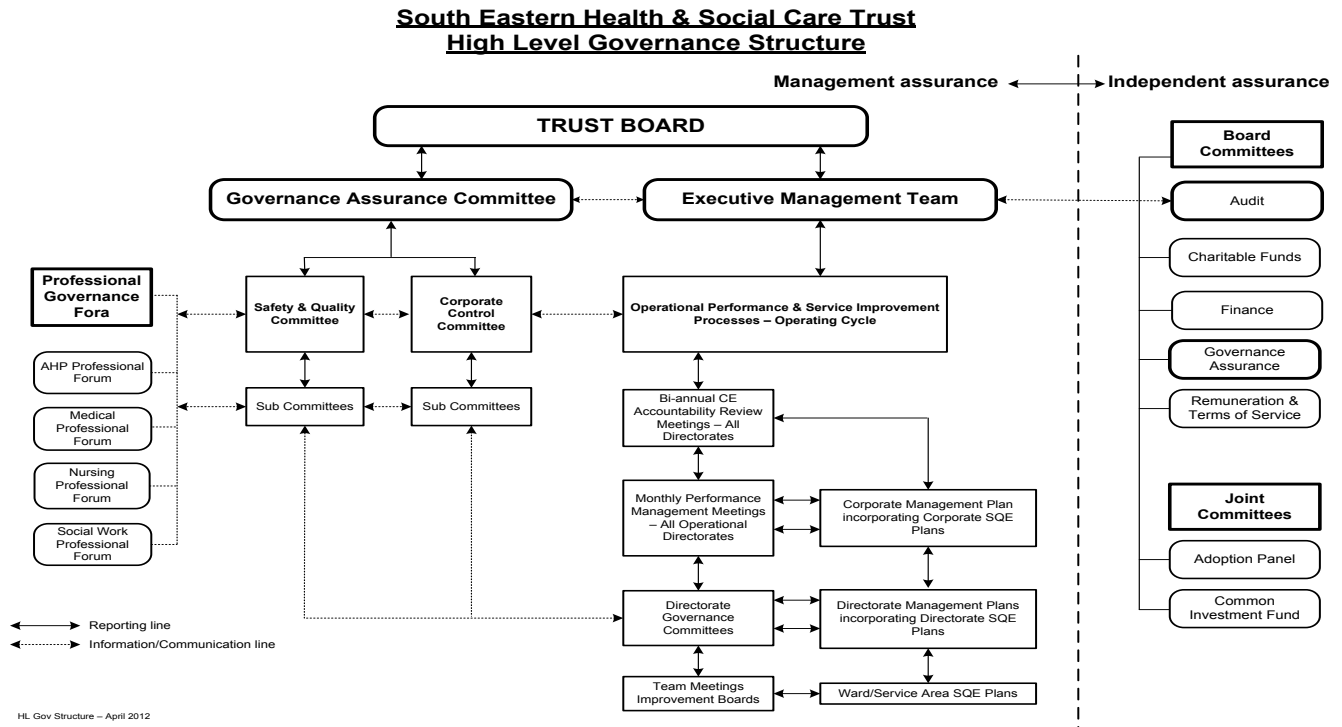 South Eastern Health & Social Care Trust
High Level Governance Structure
Management assurance
Independent assurance
TRUST BOARD
Governance Assurance Committee
Executive Management Team
Professional
Governance
Fora
AHP Professional
Forum
Medical
Professional
Forum
Nursing
Professional
Forum
Social Work
Professional
Forum
Safety & Quality
Committee
Corporate
Control
Committee
Operational Performance & Service Improvement
Processes – Operating Cycle
Sub Committees
Sub Committees
Bi-annual CE
Accountability Review
Meetings – All
Directorates
Monthly Performance
Management Meetings
– All Operational
Directorates
Corporate Management Plan
incorporating Corporate SQE
Plans
Directorate
Governance
Committees
Directorate Management Plans
incorporating Directorate SQE
Plans
Team Meetings
Improvement Boards
Ward/Service Area SQE Plans
Board
Committees
Audit
Charitable Funds
Finance
Governance
Assurance
Remuneration &
Terms of Service
Joint
Committees
Adoption Panel
Common
Investment Fund
Reporting line
Information/Communication line
HL Gov Structure – April 2012